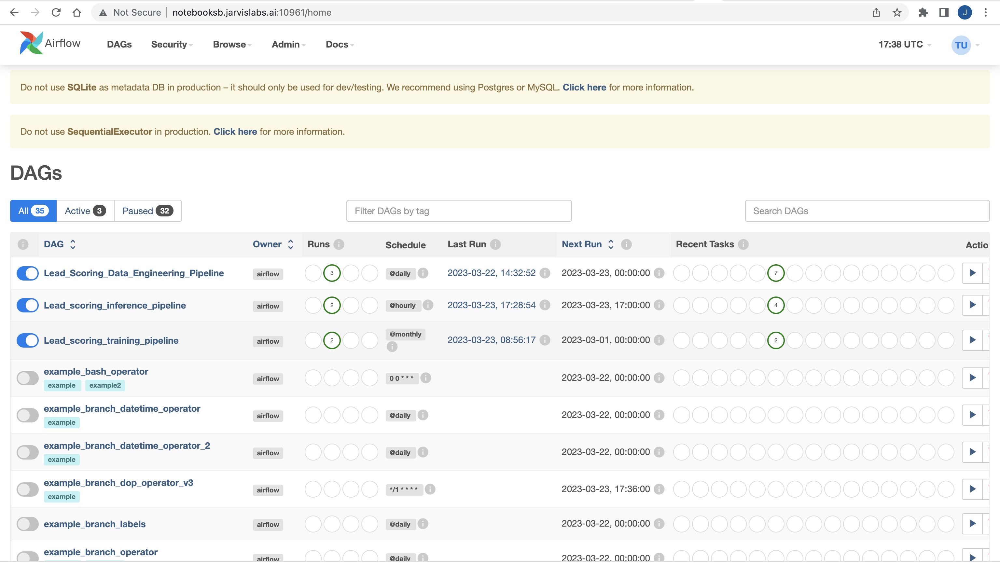 Not Secure notebooksb.jarvislabs.ai:10961/home J
Airflow DAGs Security Browse Admin Docs 17:38 UTC TU
Do not use SQLite as metadata DB in production – it should only be used for dev/testing. We recommend using Postgres or MySQL. Click here for more information.
Do not use SequentialExecutor in production. Click here for more information.
DAGs
All 35 Active 3 Paused 32 Filter DAGs by tag Search DAGs
DAG Owner Runs Schedule Last Run Next Run Recent Tasks Actio
Lead_Scoring_Data_Engineering_Pipeline airflow 3 @daily 2023-03-22, 14:32:52 2023-03-23, 00:00:00 7
Lead_scoring_inference_pipeline airflow 2 @hourly 2023-03-23, 17:28:54 2023-03-23, 17:00:00 4
Lead_scoring_training_pipeline airflow 2 @monthly 2023-03-23, 08:56:17 2023-03-01, 00:00:00 2
example_bash_operator airflow 0 0 * * * 2023-03-22, 00:00:00
example example2
example_branch_datetime_operator airflow @daily 2023-03-22, 00:00:00
example
example_branch_datetime_operator_2 airflow @daily 2023-03-22, 00:00:00
example
example_branch_dop_operator_v3 airflow */1 * * * * 2023-03-23, 17:36:00
example
example_branch_labels airflow @daily 2023-03-22, 00:00:00
example_branch_operator airflow @daily 2023-03-22, 00:00:00